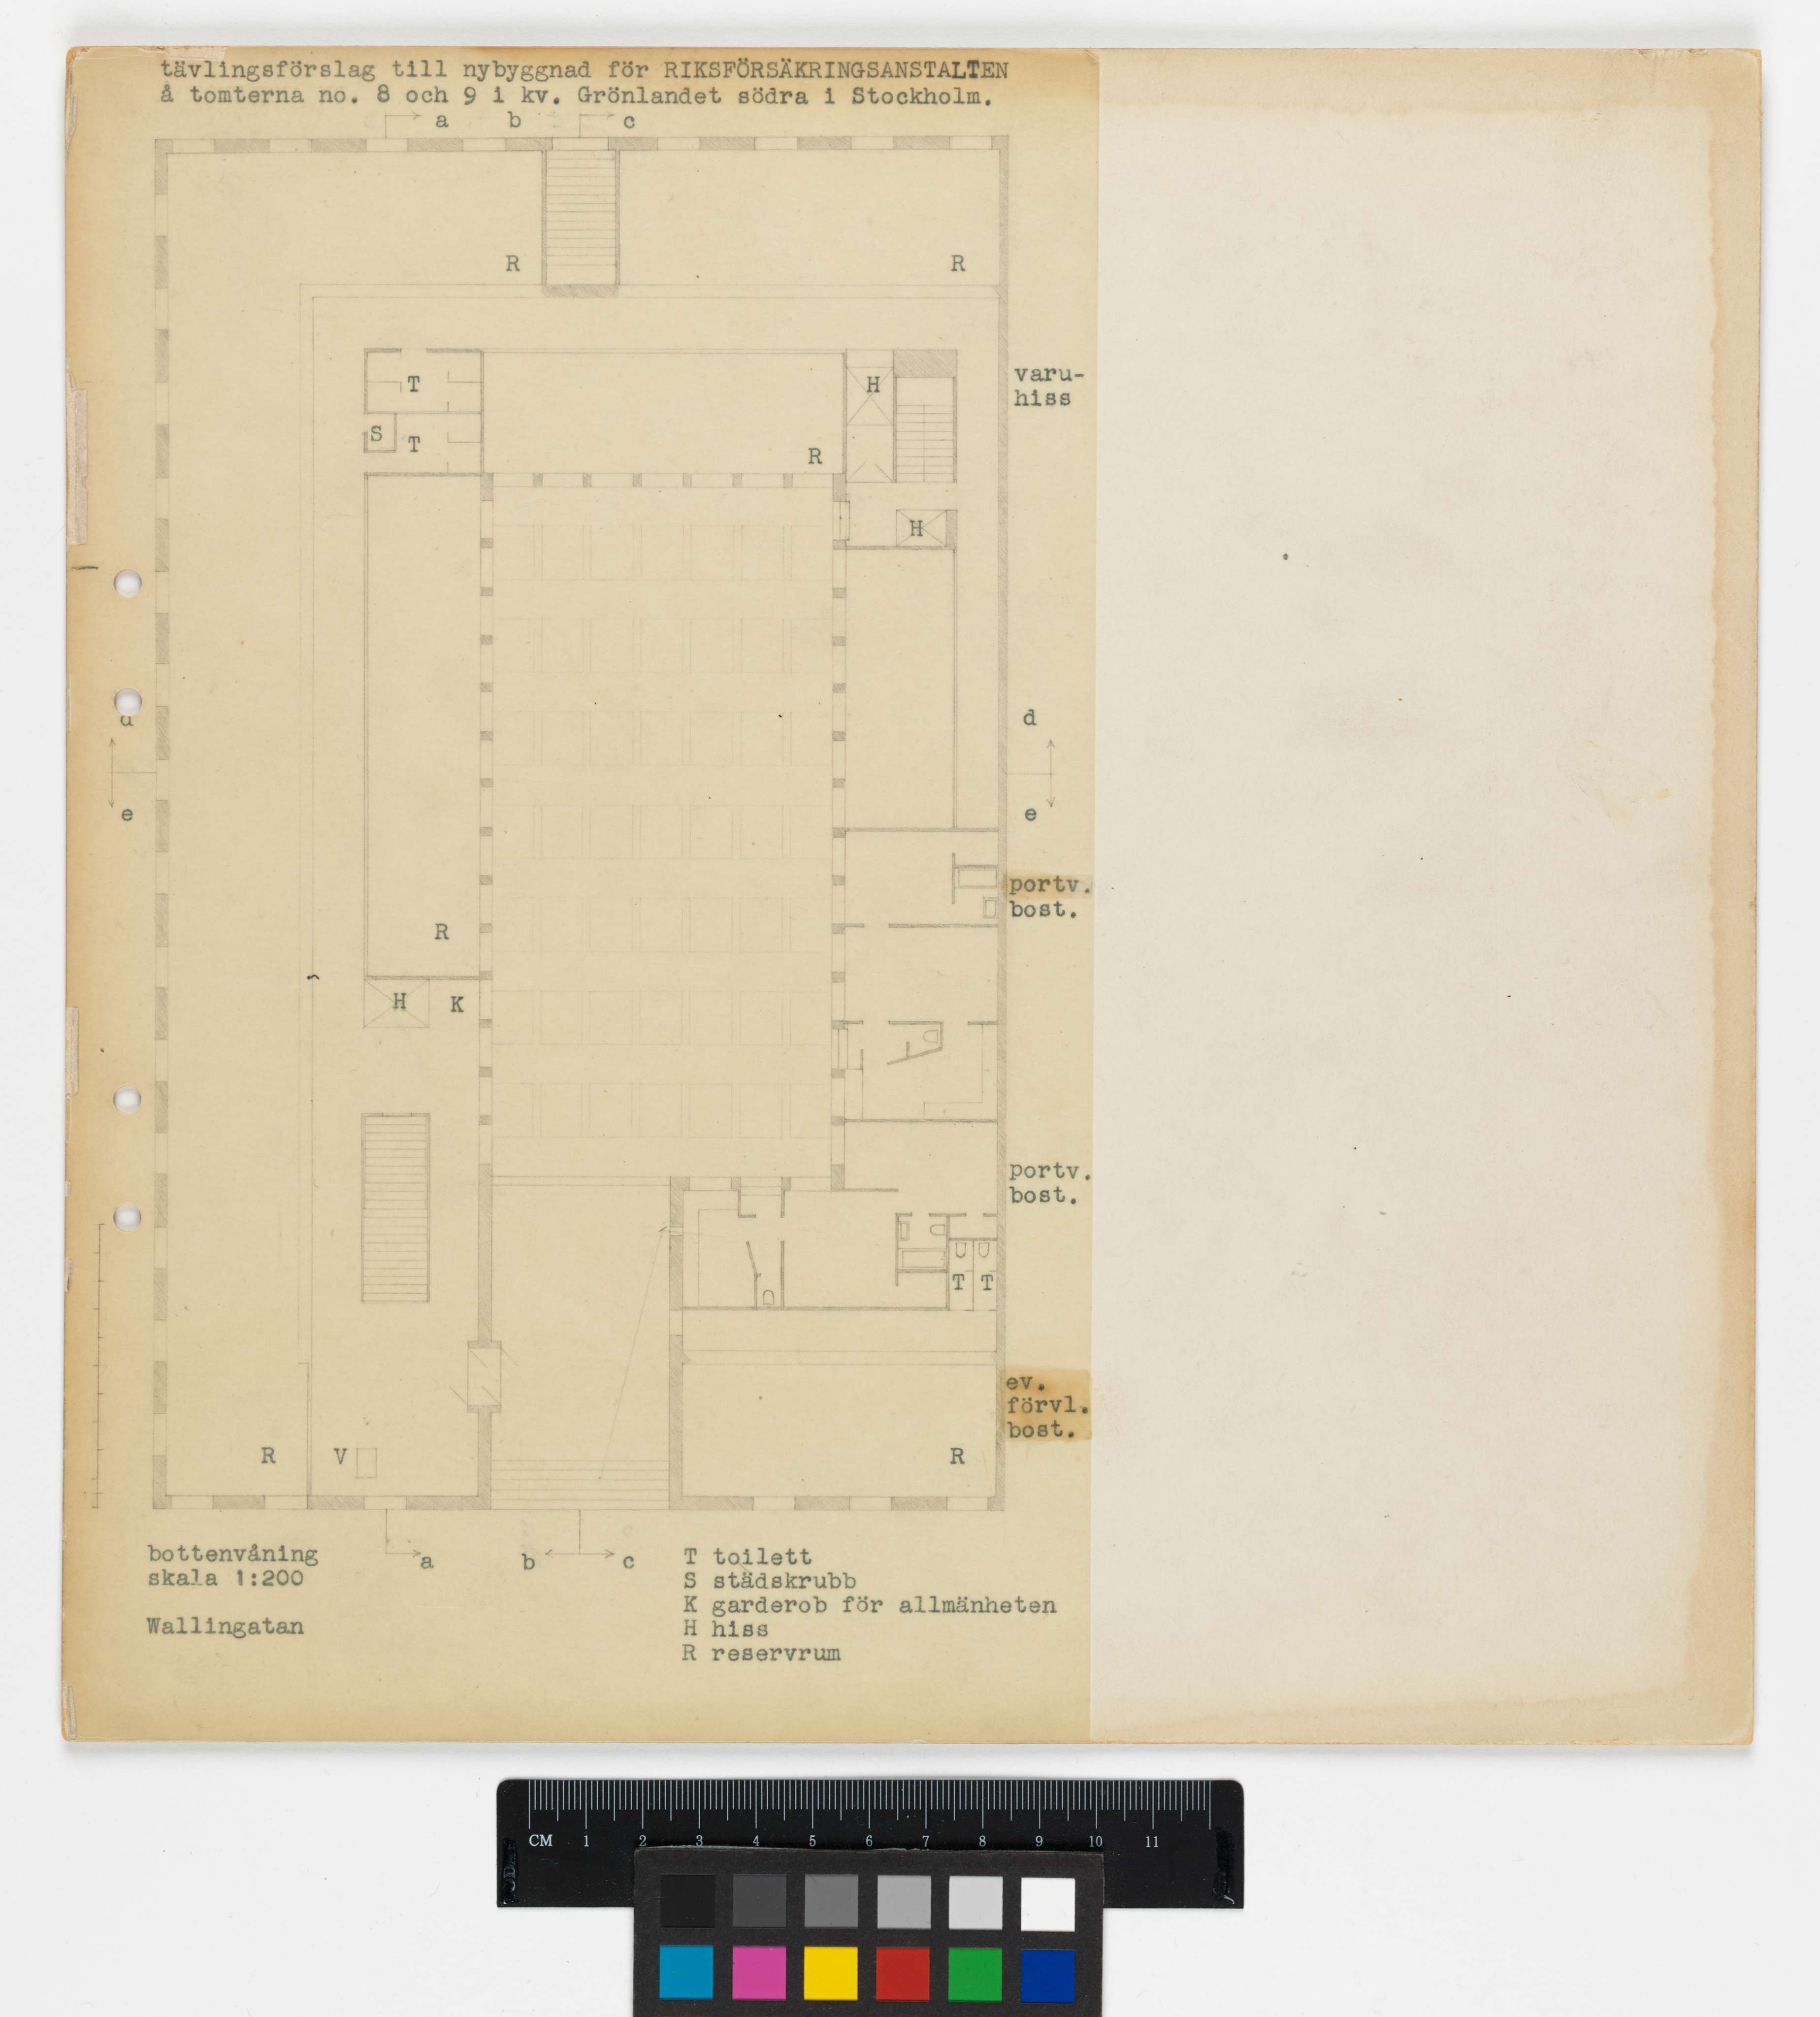 tävlingsförslag till nybyggnad för RIKSFÖRSÄKRINGSANSTALTEN
å tomterna no. 8 och 9 i kv. Grönlandet södra i Stockholm.
a b c
R R
T H varu-
hiss
S T
R
H
d d
e e
portv.
bost.
R
H K
portv.
bost.
T T
ev.
förvl.
bost.
R V R
bottenvåning
skala 1:200
Wallingatan
a b c
T toilett
S städskrubb
K garderob för allmänheten
H hiss
R reservrum
CM 1 2 3 4 5 6 7 8 9 10 11